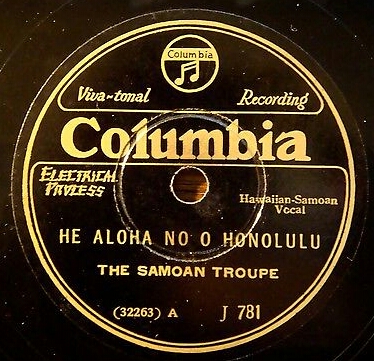 Columbia
Viva-tonal Recording
Columbia
ELECTRICAL
PROCESS
Hawaiian-Samoan
Vocal
HE ALOHA NO O HONOLULU
THE SAMOAN TROUPE
(32263) A J 781